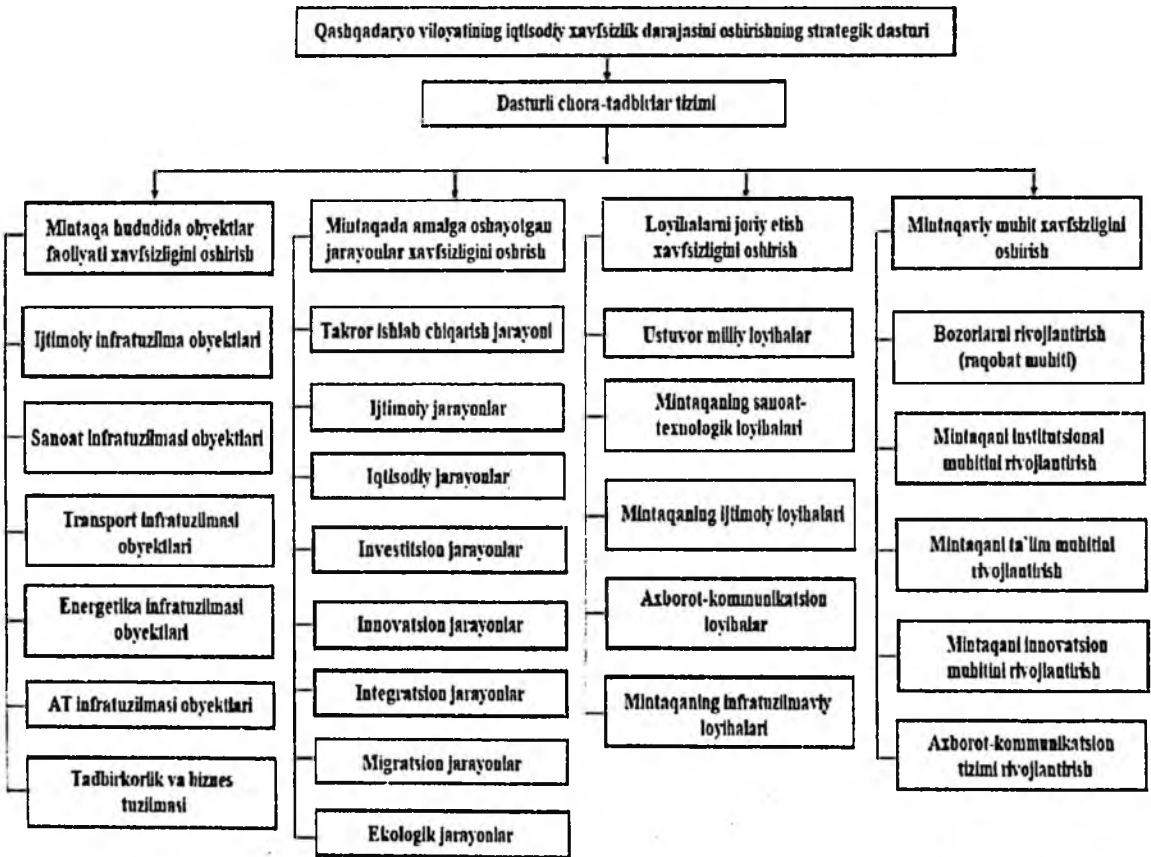 Qashqadaryo viloyatining iqtisodiy xavfsizlik darajasini oshirishning strategik dasturi
Dasturli chora-tadbirlar tizimi
Mintaqa hududida obyektlar
faoliyati xavfsizligini oshirish
Ijtimoiy infratuzilma obyektlari
Sanoat infratuzilmasi obyektlari
Transport infratuzilmasi
obyektilari
Energetika infratuzilmasi
obyektlari
AT infratuzilmasi obyektlari
Tadbirkorlik va biznes
tuzilmasi
Mintaqada amalga oshayotgan
jarayonlar xavfsizligini oshrish
Takror ishlab chiqarish jarayoni
Ijtimoiy jarayonlar
Iqtisodiy jarayonlar
Investitsion jarayonlar
Innovatsion jarayonlar
Integratsion jarayonlar
Migratsion jarayonlar
Ekologik jarayonlar
Loyihalarni joriy etish
xavfsizligini oshirish
Ustuvor milliy loyihalar
Mintaqaning sanoat-
texnologik loyihalari
Mintaqaning ijtimoiy loyihalari
Axborot-kommunikatsion
loyihalar
Mintaqaning infratuzilmaviy
loyihalari
Mintaqaviy muhit xavfsizligini
oshirish
Bozorlarni rivojlantirish
(raqobat muhiti)
Mintaqani institutsional
muhitini rivojlantirish
Mintaqani ta`lim muhitini
rivojlantirish
Mintaqani innovatsion
muhitini rivojlantirish
Axborot-kommunikatsion
tizimi rivojlantirish